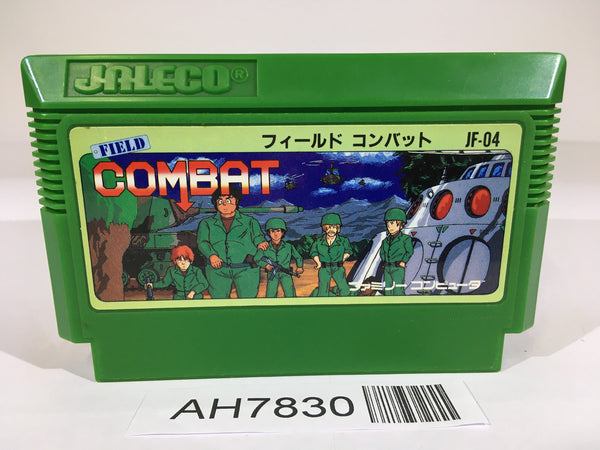 JALECO®
フィールド コンバット JF-04
FIELD
COMBAT
ファミリーコンピュータ
AH7830